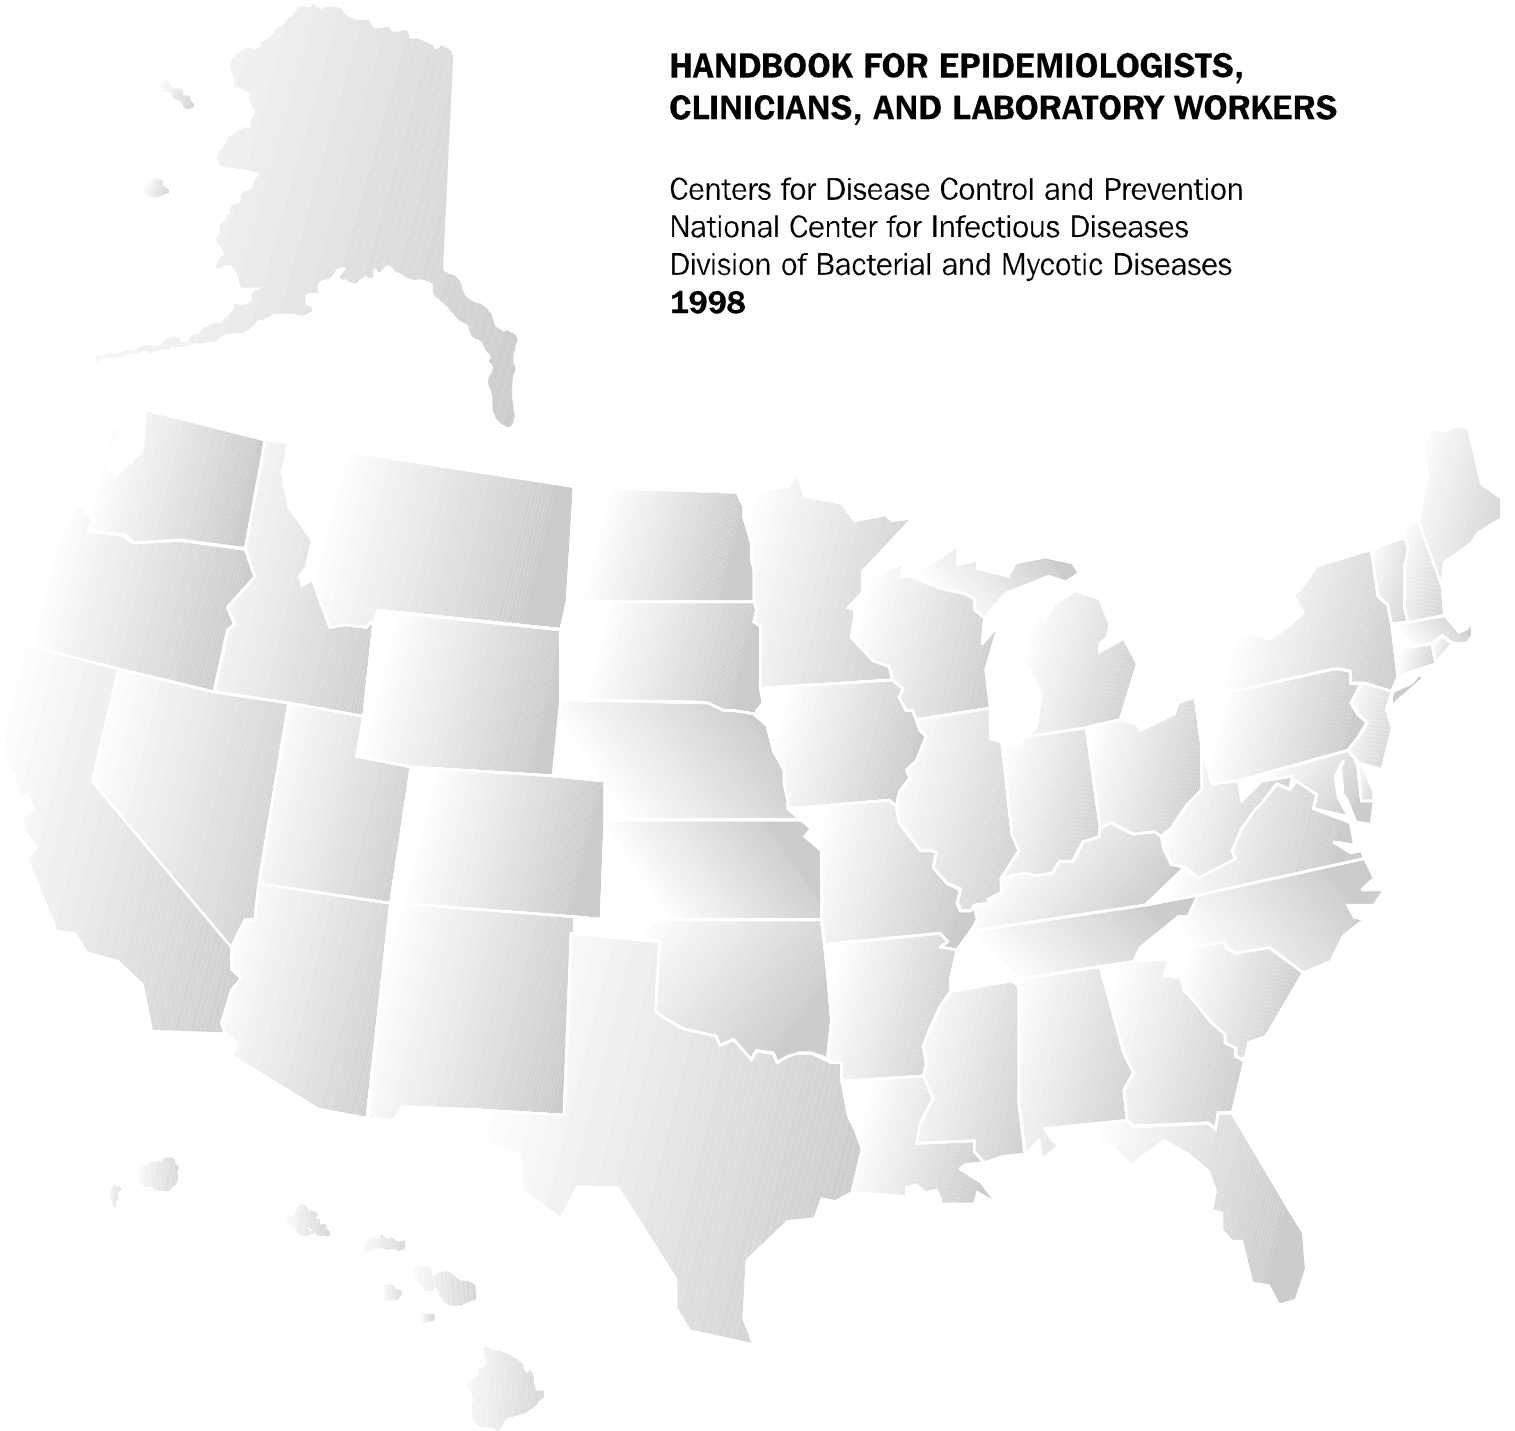 HANDBOOK FOR EPIDEMIOLOGISTS,
CLINICIANS, AND LABORATORY WORKERS
Centers for Disease Control and Prevention
National Center for Infectious Diseases
Division of Bacterial and Mycotic Diseases
1998